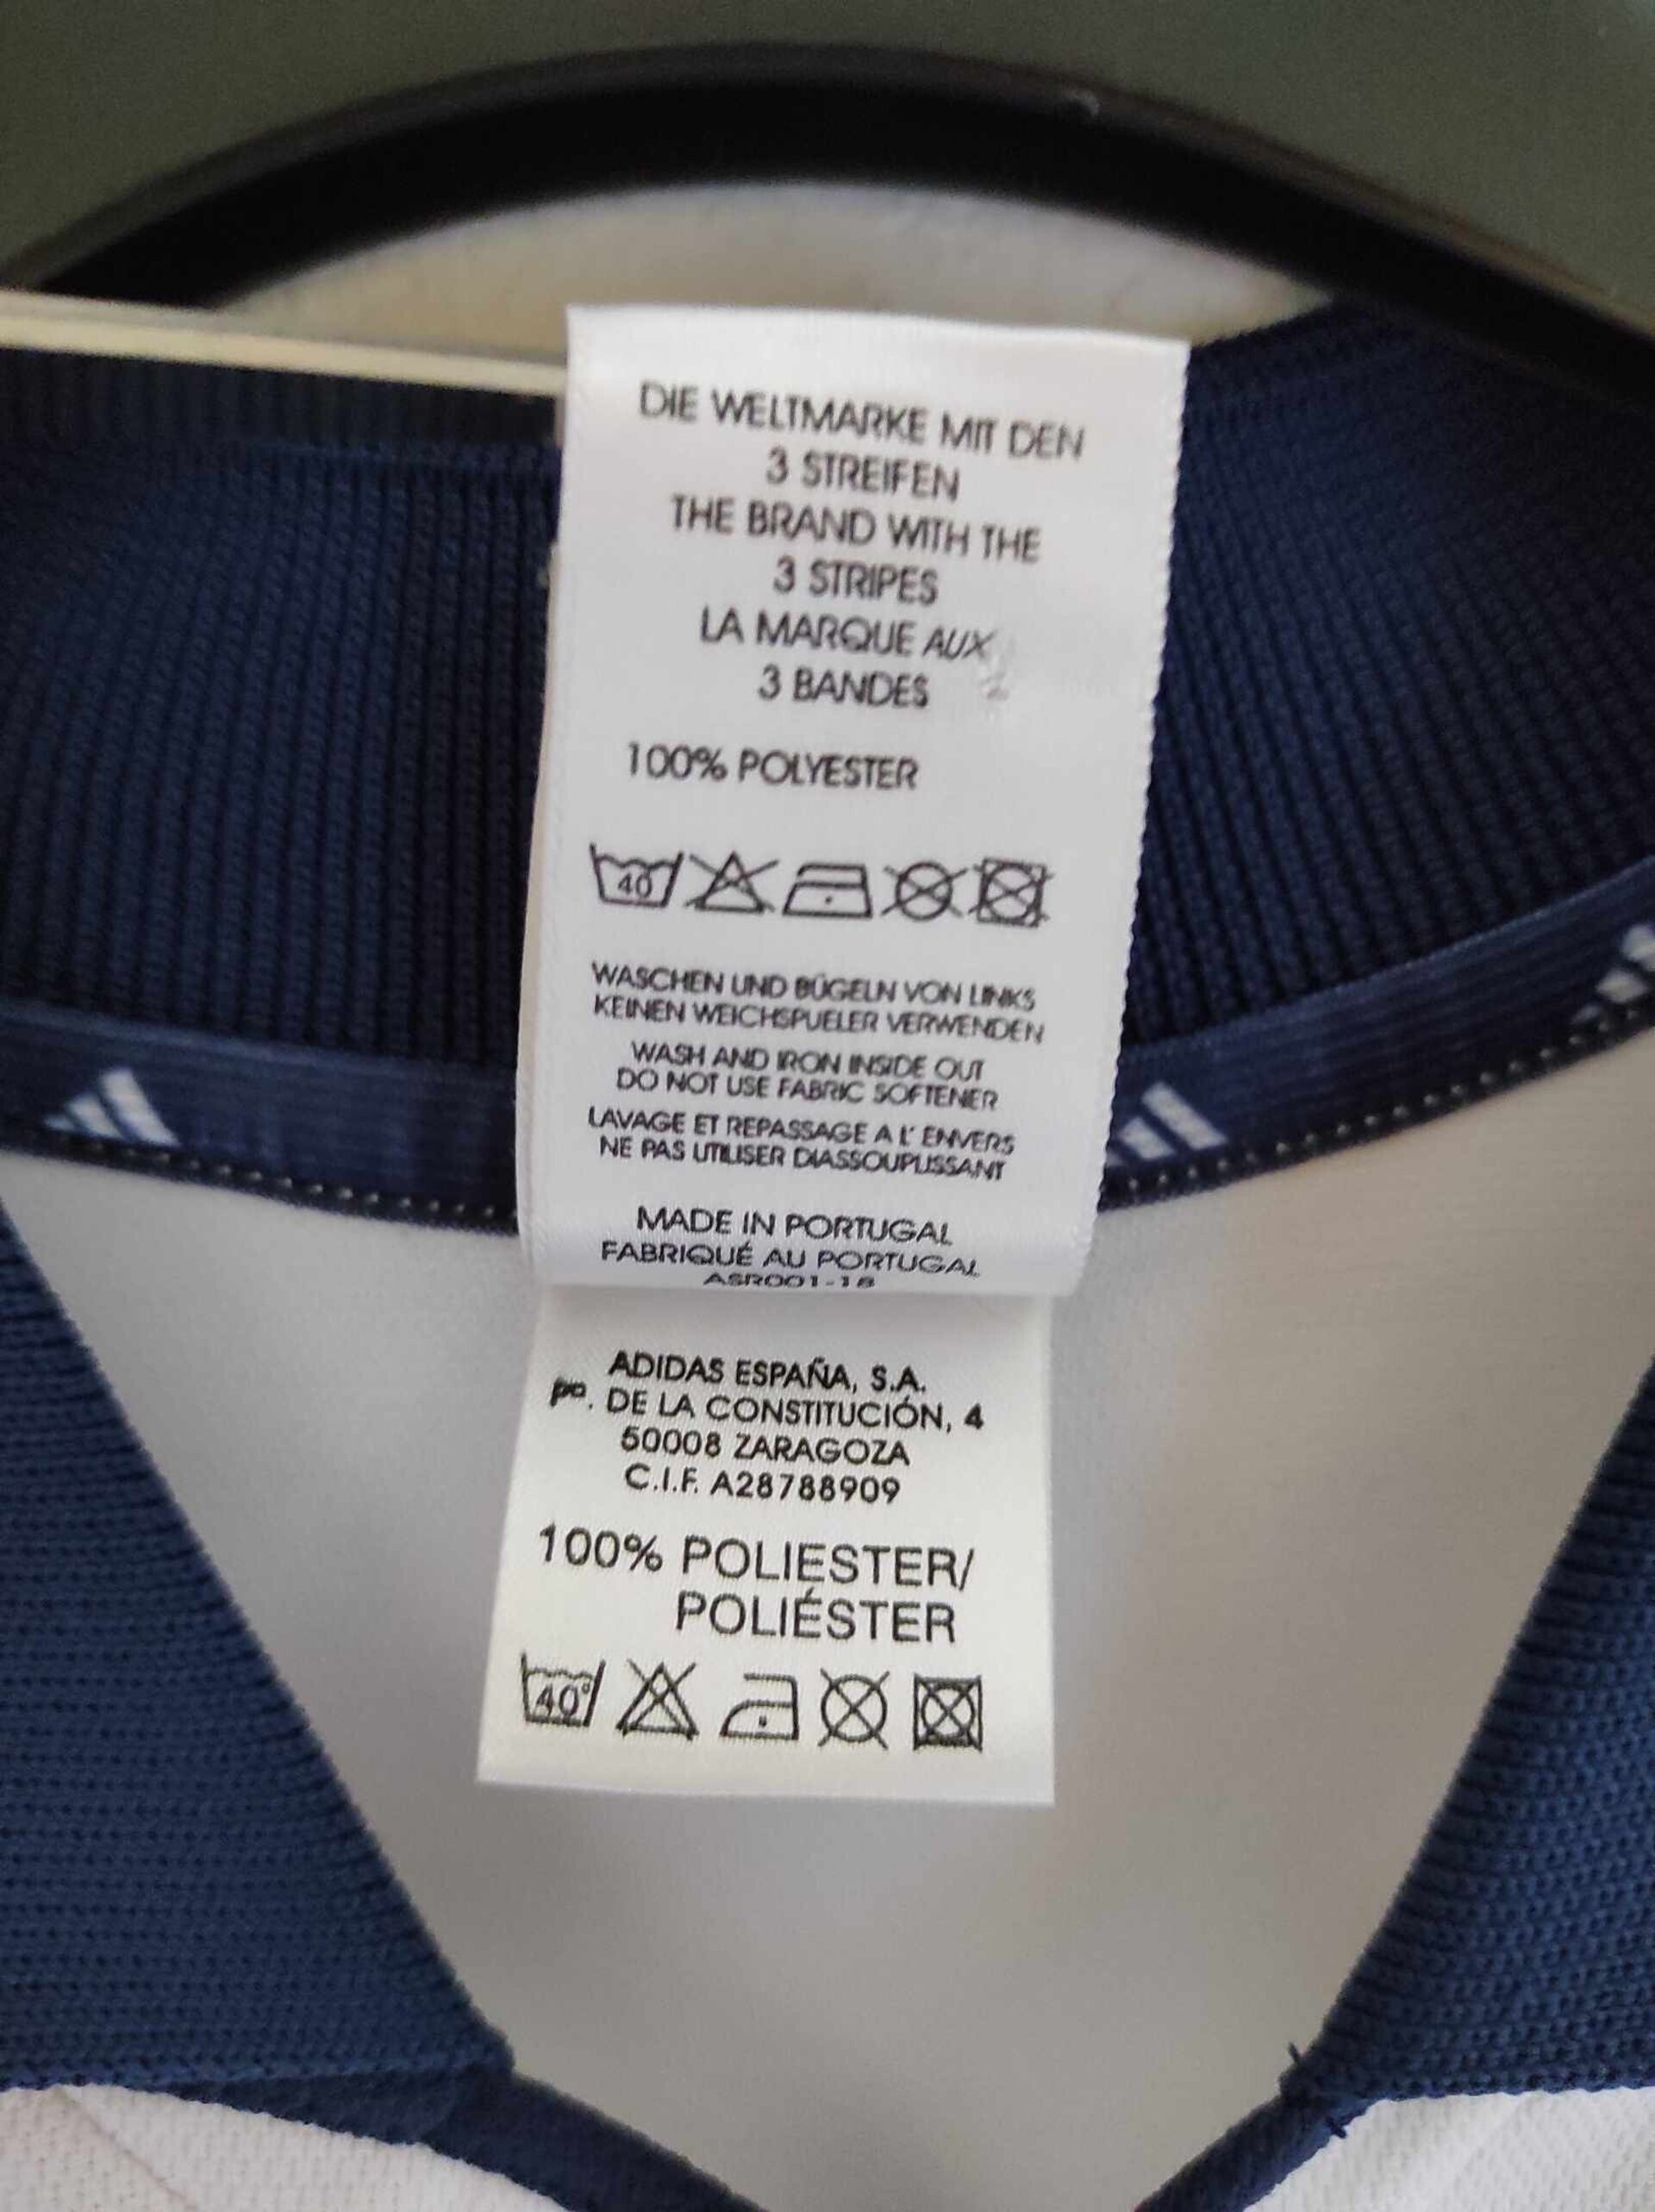 DIE WELTMARKE MIT DEN
3 STREIFEN
THE BRAND WITH THE
3 STRIPES
LA MARQUE AUX
3 BANDES
100% POLYESTER
40
WASCHEN UND BÜGELN VON LINKS
KEINEN WEICHSPUELER VERWENDEN
WASH AND IRON INSIDE OUT
DO NOT USE FABRIC SOFTENER
LAVAGE ET REPASSAGE A L' ENVERS
NE PAS UTILISER DIASSOUPLISSANT
MADE IN PORTUGAL
FABRIQUÉ AU PORTUGAL
ASR001-18
ADIDAS ESPAÑA, S.A.
pº. DE LA CONSTITUCIÓN, 4
50008 ZARAGOZA
C.I.F. A28788909
100% POLIESTER/
POLIÉSTER
40°